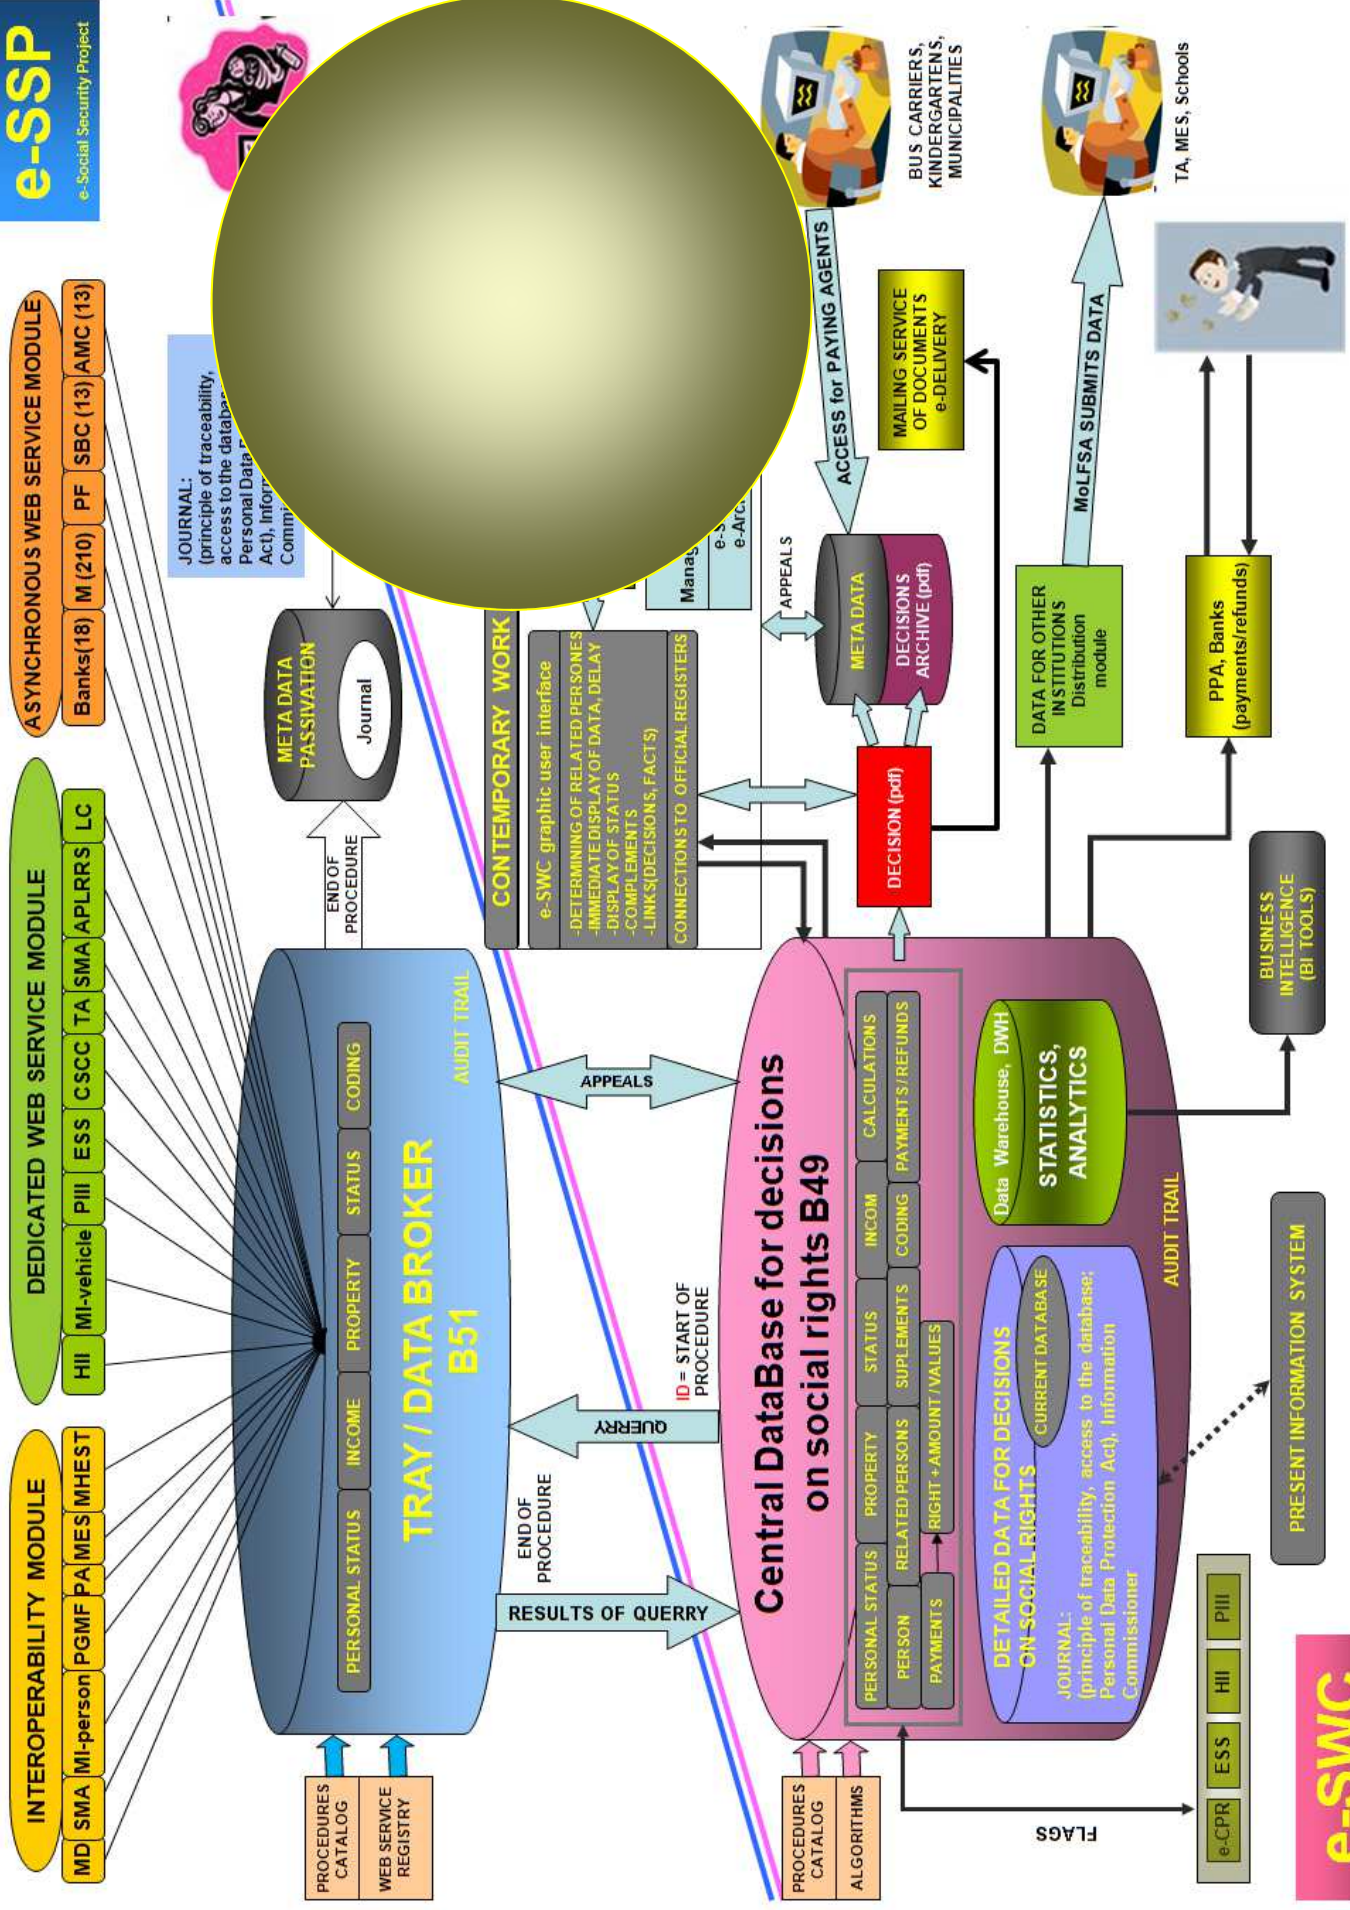 e-SSP
e-Social Security Project
INTEROPERABILITY MODULE
MD
SMA
MI-person
PGMF
PA
MES
MHEST
DEDICATED WEB SERVICE MODULE
HII
MI-vehicle
PIII
ESS
CSCC
TA
SMA
APLRRS
LC
ASYNCHRONOUS WEB SERVICE MODULE
Banks(18)
M (210)
PF
SBC (13)
AMC (13)
PROCEDURES
CATALOG
WEB SERVICE
REGISTRY
PERSONAL STATUS
INCOME
PROPERTY
STATUS
CODING
TRAY / DATA BROKER
B51
AUDIT TRAIL
END OF
PROCEDURE
META DATA
PASSIVATION
Journal
JOURNAL:
(principle of traceability,
access to the
Personal Data
Act),
CONTEMPORARY WORK
e-SWC graphic user interface
-DETERMINING OF RELATED PERSONES
-IMMEDIATE DISPLAY OF DATA, DELAY
-DISPLAY OF STATUS
-COMPLEMENTS
-LINKS(DECISIONS, FACTS)
CONNECTIONS TO OFFICIAL REGISTERS
RESULTS OF QUERRY
END OF
PROCEDURE
QUERRY
ID = START OF
PROCEDURE
APPEALS
APPEALS
ACCESS for PAYING AGENTS
BUS CARRIERS,
KINDERGARTENS,
MUNICIPALITIES
PROCEDURES
CATALOG
ALGORITHMS
Central DataBase for decisions
on social rights B49
PERSONAL STATUS
PROPERTY
STATUS
INCOM
CALCULATIONS
PERSON
RELATED PERSONS
SUPLEMENTS
CODING
PAYMENTS / REFUNDS
PAYMENTS
RIGHT + AMOUNT / VALUES
DETAILED DATA FOR DECISIONS
ON SOCIAL RIGHTS
CURRENT DATABASE
JOURNAL:
(principle of traceability, access to the database;
Personal Data Protection Act), Information
Commissioner
Data Warehouse, DWH
STATISTICS,
ANALYTICS
AUDIT TRAIL
DECISION (pdf)
META DATA
DECISIONS
ARCHIVE (pdf)
MAILING SERVICE
OF DOCUMENTS
e-DELIVERY
DATA FOR OTHER
INSTITUTIONS
Distribution
module
MoLFSA SUBMITS DATA
TA, MES, Schools
PPA, Banks
(payments/refunds)
BUSINESS
INTELLIGENCE
(BI TOOLS)
PRESENT INFORMATION SYSTEM
FLAGS
e-CPR
ESS
HII
PIII
e-SWC